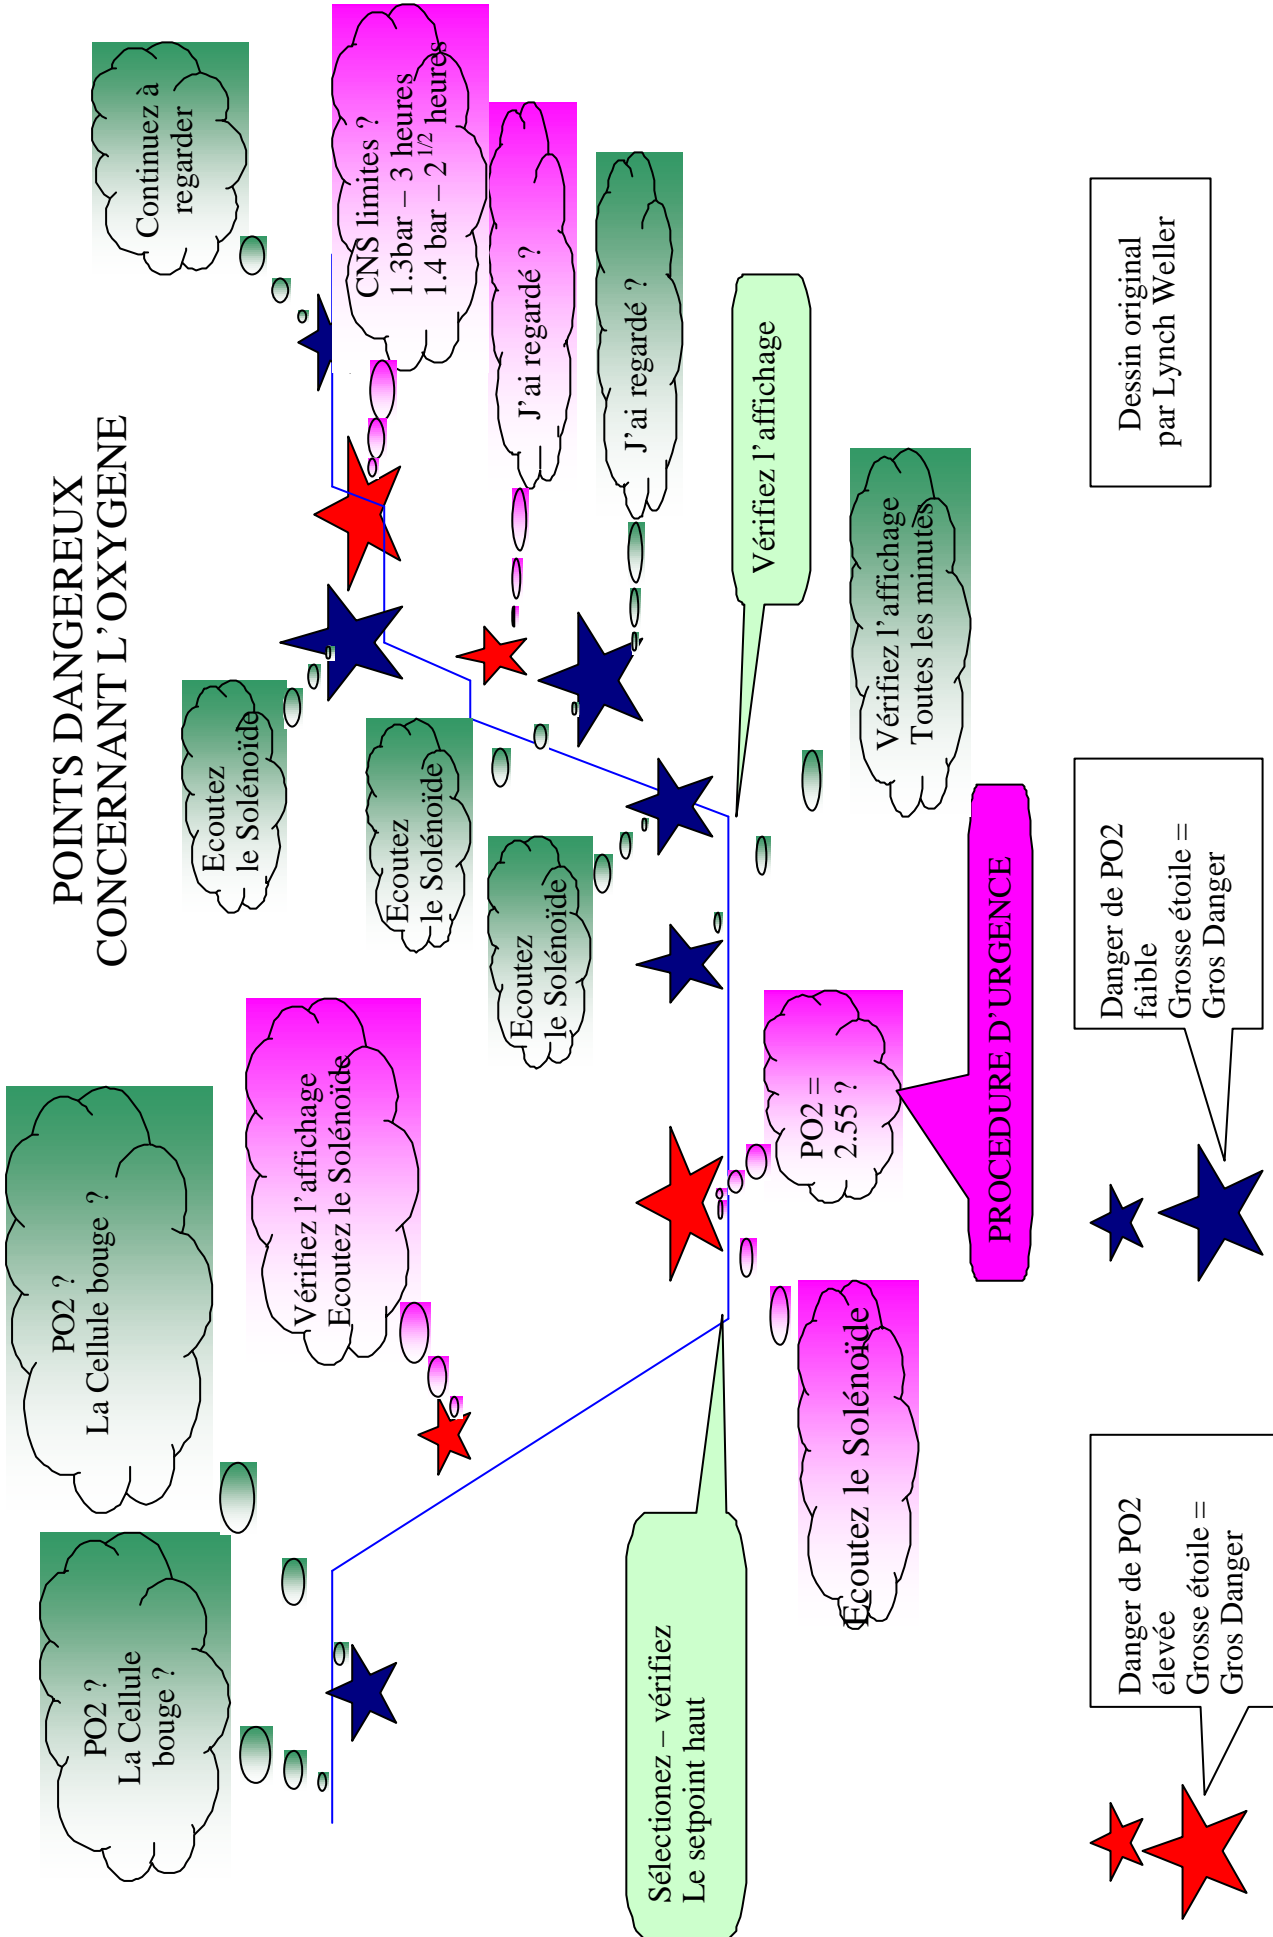 POINTS DANGEREUX
CONCERNANT L'OXYGENE
PO2 ?
La Cellule
bouge ?
PO2 ?
La Cellule bouge ?
Vérifiez l'affichage
Ecoutez le Solénoïde
Ecoutez
le Solénoïde
Ecoutez
le Solénoïde
Ecoutez
le Solénoïde
Continuez à
regarder
CNS limites ?
1.3bar – 3 heures
1.4 bar – 2 1/2 heures
J'ai regardé ?
J'ai regardé ?
Vérifiez l'affichage
Vérifiez l'affichage
Toutes les minutes
PO2 =
2.55 ?
PROCEDURE D'URGENCE
Ecoutez le Solénoïde
Sélectionez – vérifiez
Le setpoint haut
Danger de PO2
élevée
Grosse étoile =
Gros Danger
Danger de PO2
faible
Grosse étoile =
Gros Danger
Dessin original
par Lynch Weller